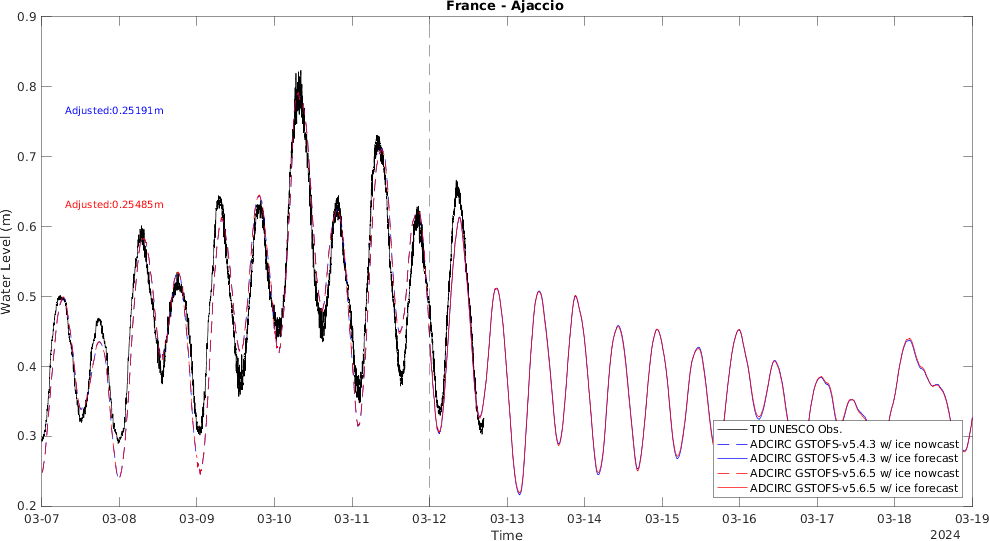 France - Ajaccio
0.9
0.8
0.7
0.6
0.5
0.4
0.3
0.2
Water Level (m)
Adjusted:0.25191m
Adjusted:0.25485m
TD UNESCO Obs.
ADCIRC GSTOFS-v5.4.3 w/ ice nowcast
ADCIRC GSTOFS-v5.4.3 w/ ice forecast
ADCIRC GSTOFS-v5.6.5 w/ ice nowcast
ADCIRC GSTOFS-v5.6.5 w/ ice forecast
03-07 03-08 03-09 03-10 03-11 03-12 03-13 03-14 03-15 03-16 03-17 03-18 03-19
Time
2024